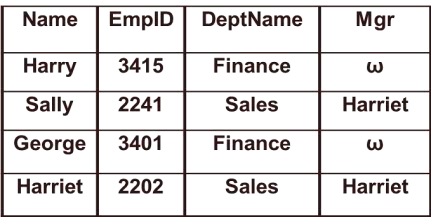 Name EmpID DeptName Mgr
Harry 3415 Finance ω
Sally 2241 Sales Harriet
George 3401 Finance ω
Harriet 2202 Sales Harriet